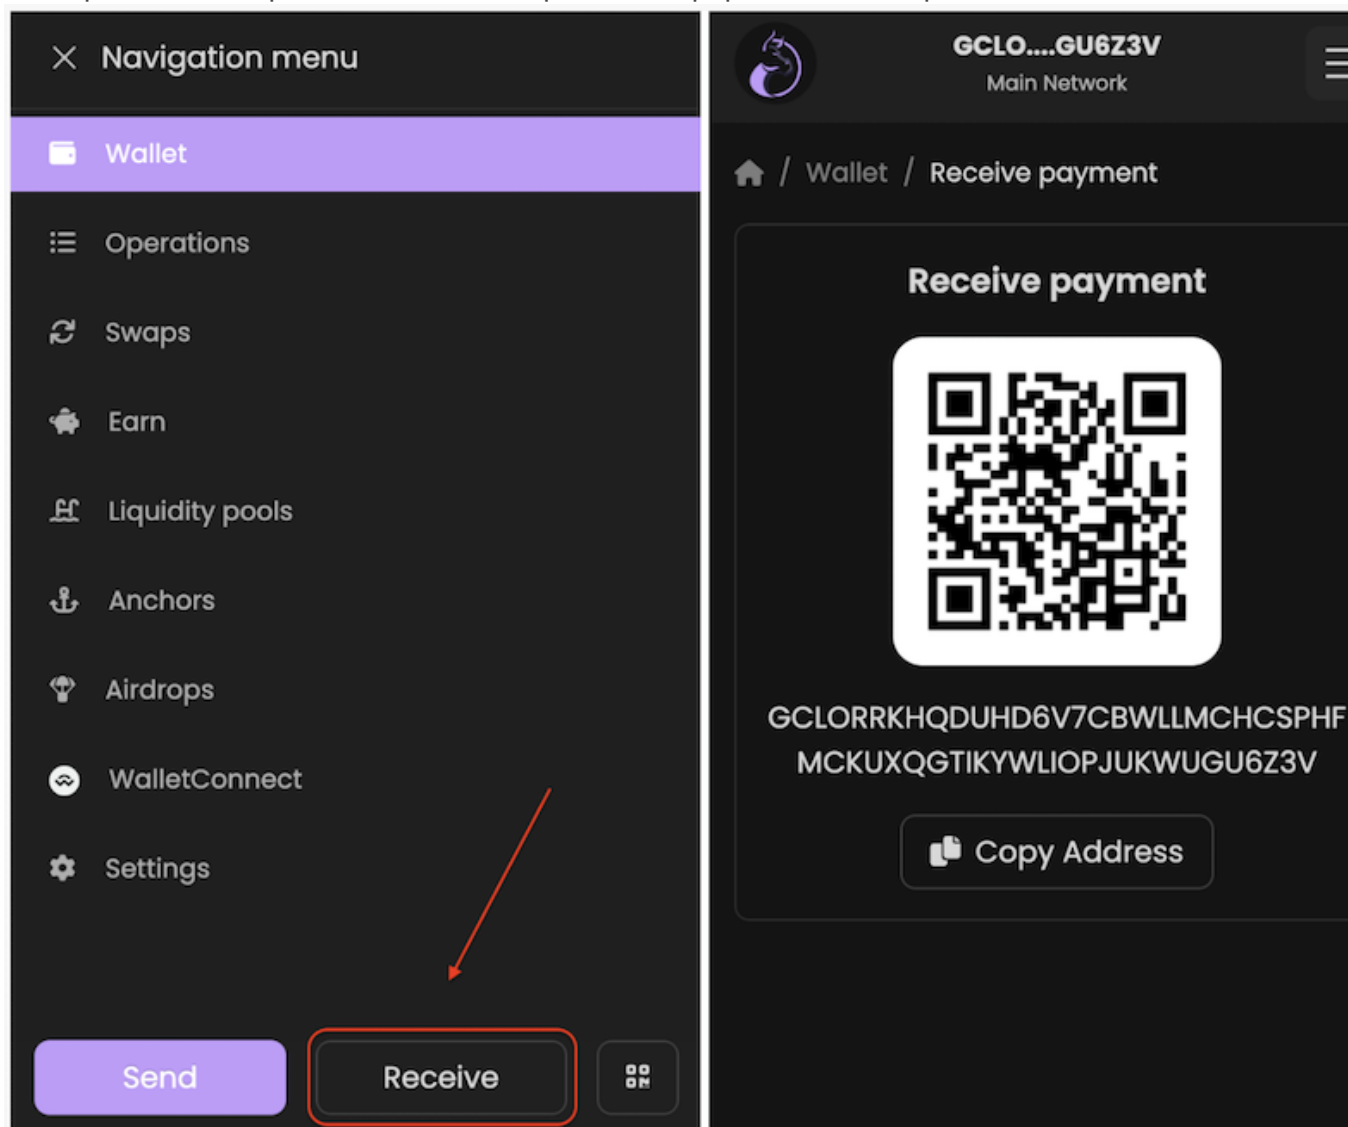 Navigation menu
Wallet
Operations
Swaps
Earn
Liquidity pools
Anchors
Airdrops
WalletConnect
Settings
Send
Receive
GCLO....GU6Z3V
Main Network
/ Wallet / Receive payment
Receive payment
GCLORRKHQDUHD6V7CBWLLMCHCSPHF
MCKUXQGTIKYWLIOPJUKWUGU6Z3V
Copy Address